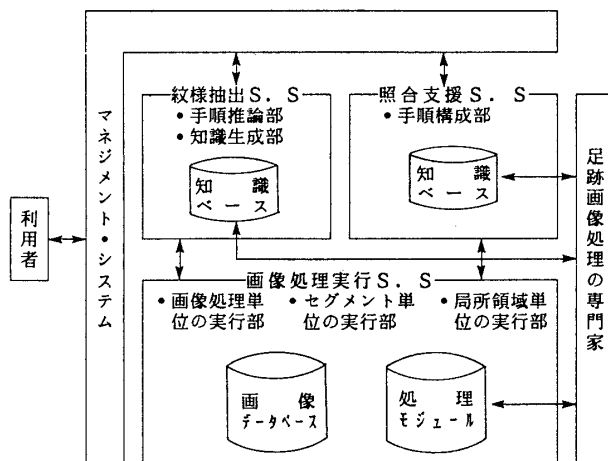 マネジメント・システム
利用者
紋様抽出S．S
• 手順推論部
• 知識生成部
知識
ベース
照合支援S．S
• 手順構成部
知識
ベース
足跡画像処理の専門家
画像処理実行S．S
• 画像処理単
位の実行部
• セグメント単
位の実行部
• 局所領域単
位の実行部
画像
データベース
処理
モジュール